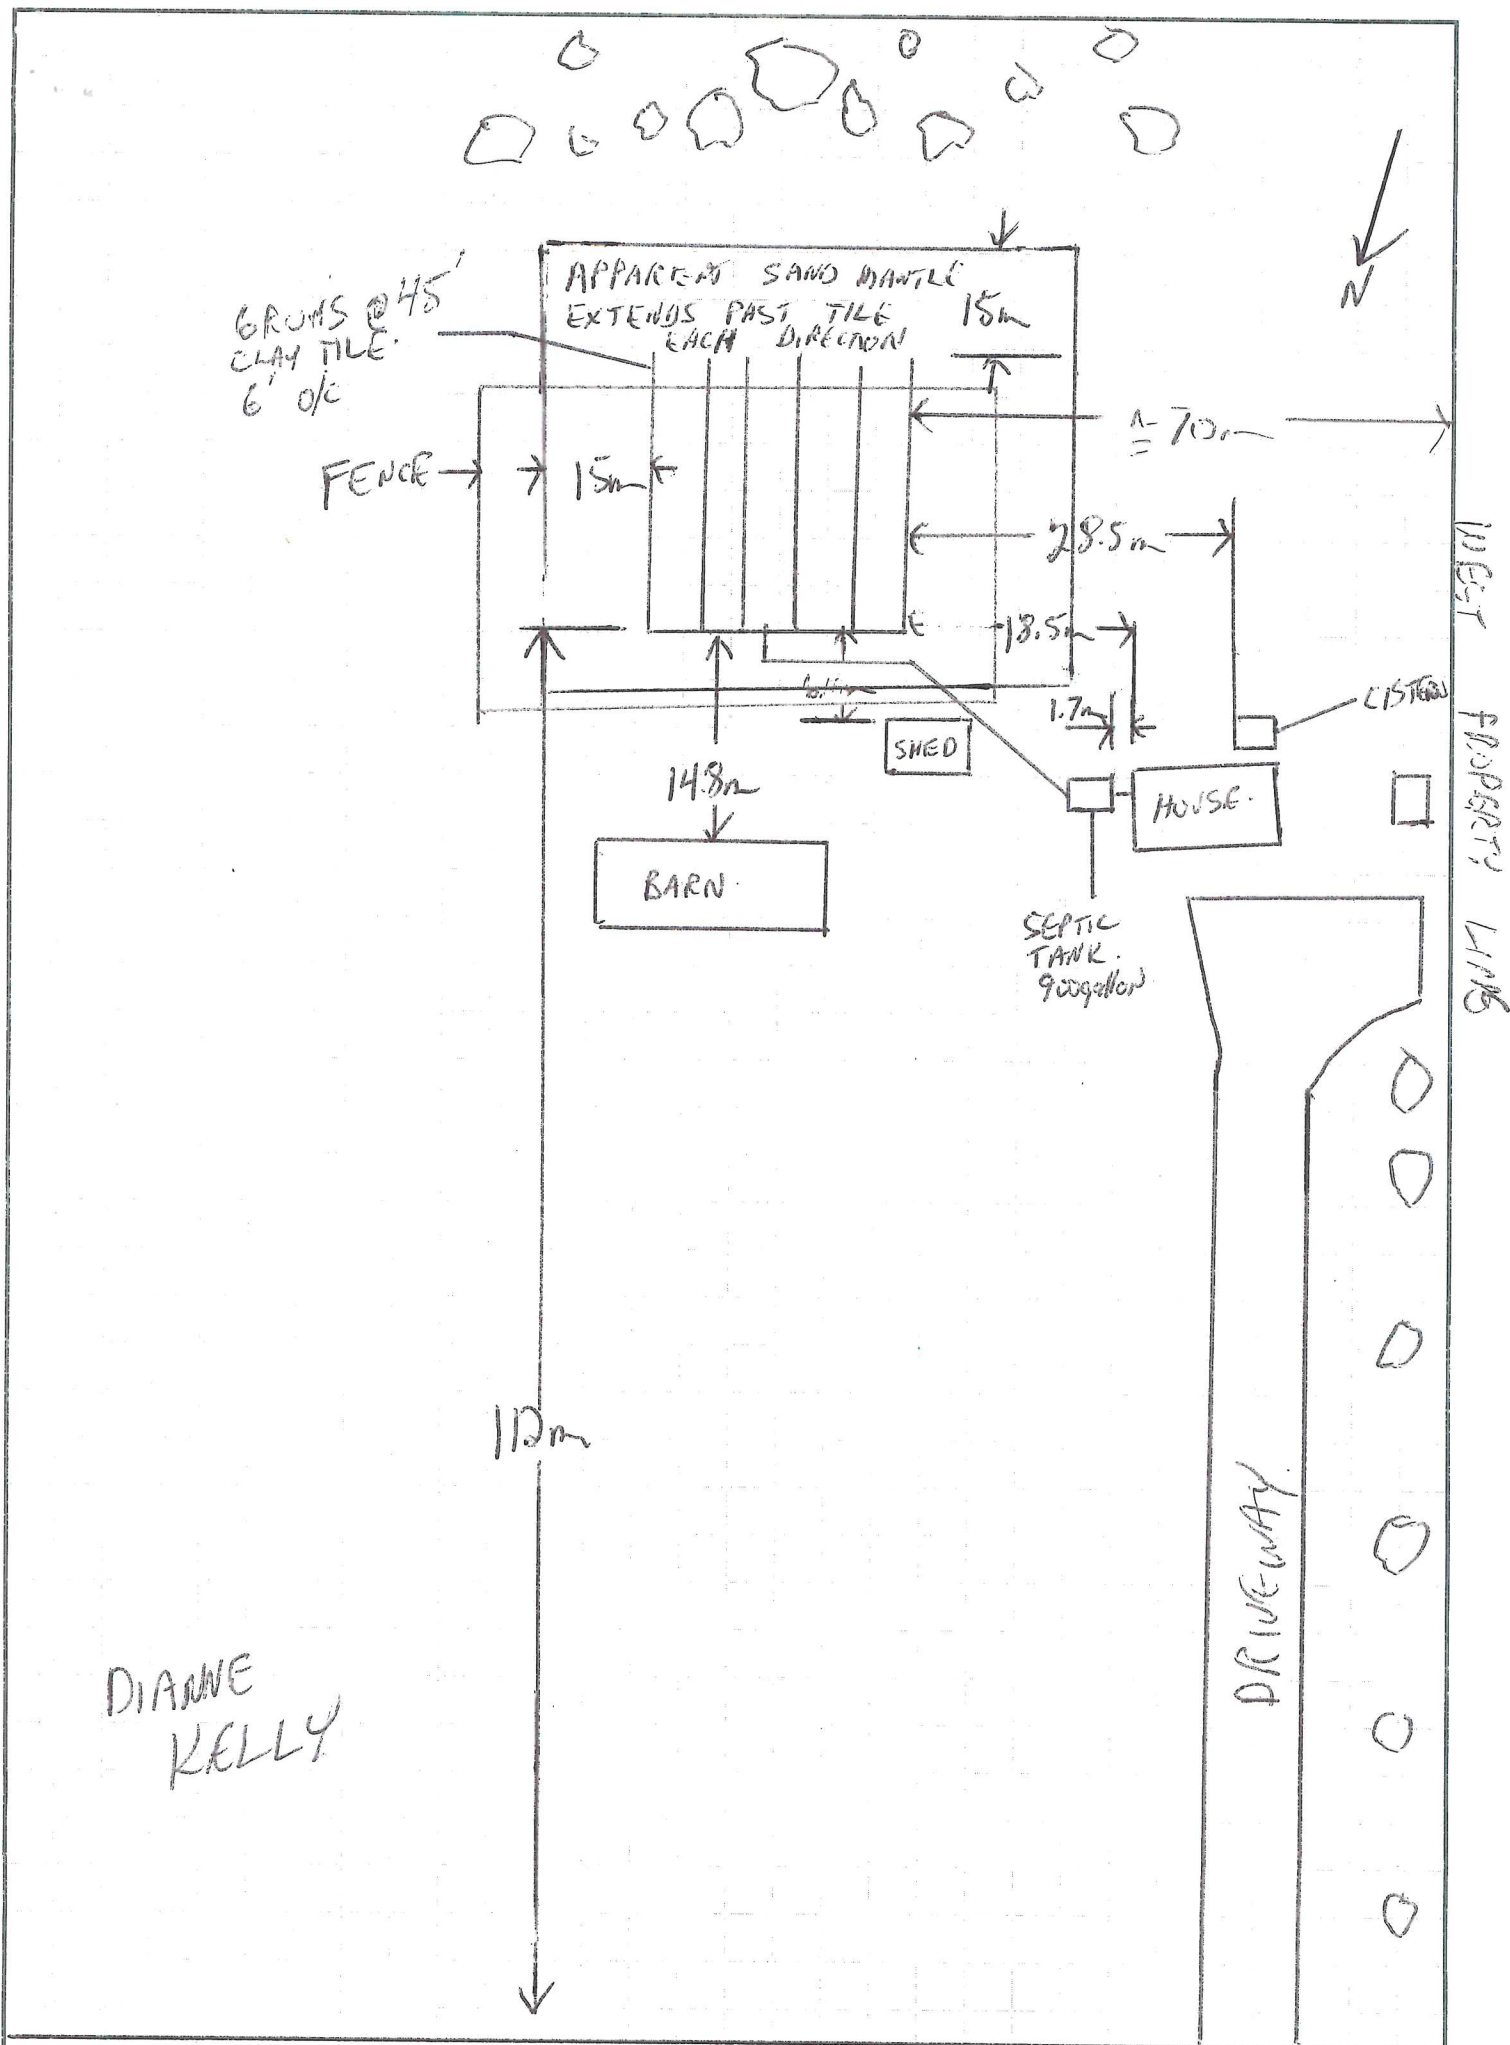 APPARENT SAND MANTLE
EXTENDS PAST TILE
EACH DIRECTION
15m
6 RUNS @ 45'
CLAY TILE.
6' O/C
N
≈ 70m
FENCE
15m
28.5m
18.5m
WEST PROPERTY LINE
CISTERN
1.7m
SHED
14.8m
HOUSE.
BARN.
SEPTIC
TANK.
900gallon
112m
DRIVEWAY.
DIANNE
KELLY